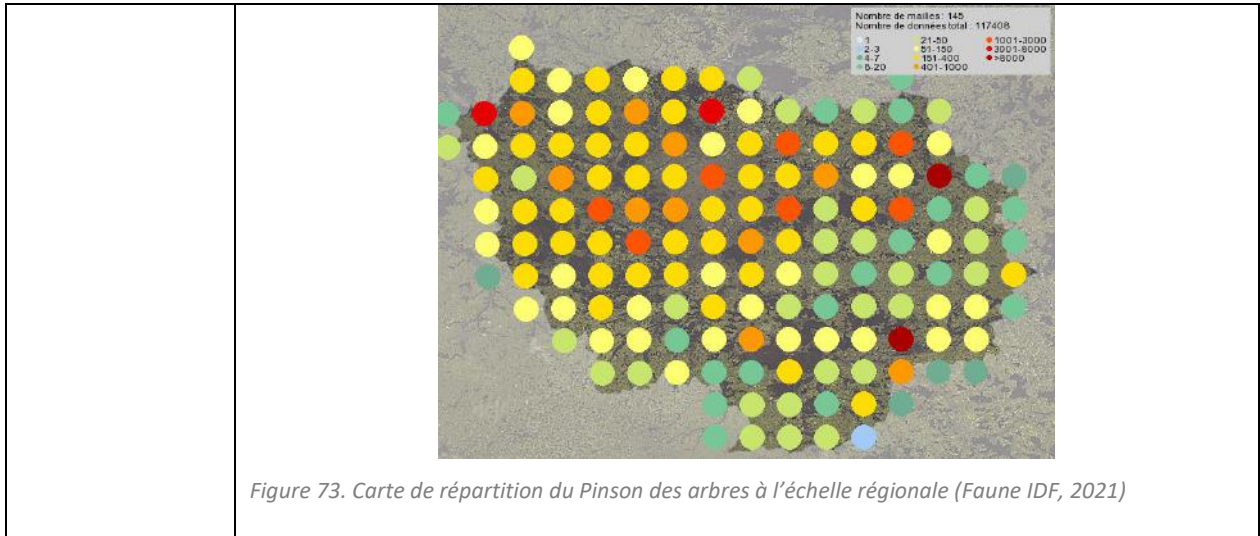 Nombre de mailles : 145
Nombre de données total : 117408
1 21-50 1001-3000
2-3 51-150 3001-8000
4-7 151-400 >8000
8-20 401-1000
Figure 73. Carte de répartition du Pinson des arbres à l'échelle régionale (Faune IDF, 2021)